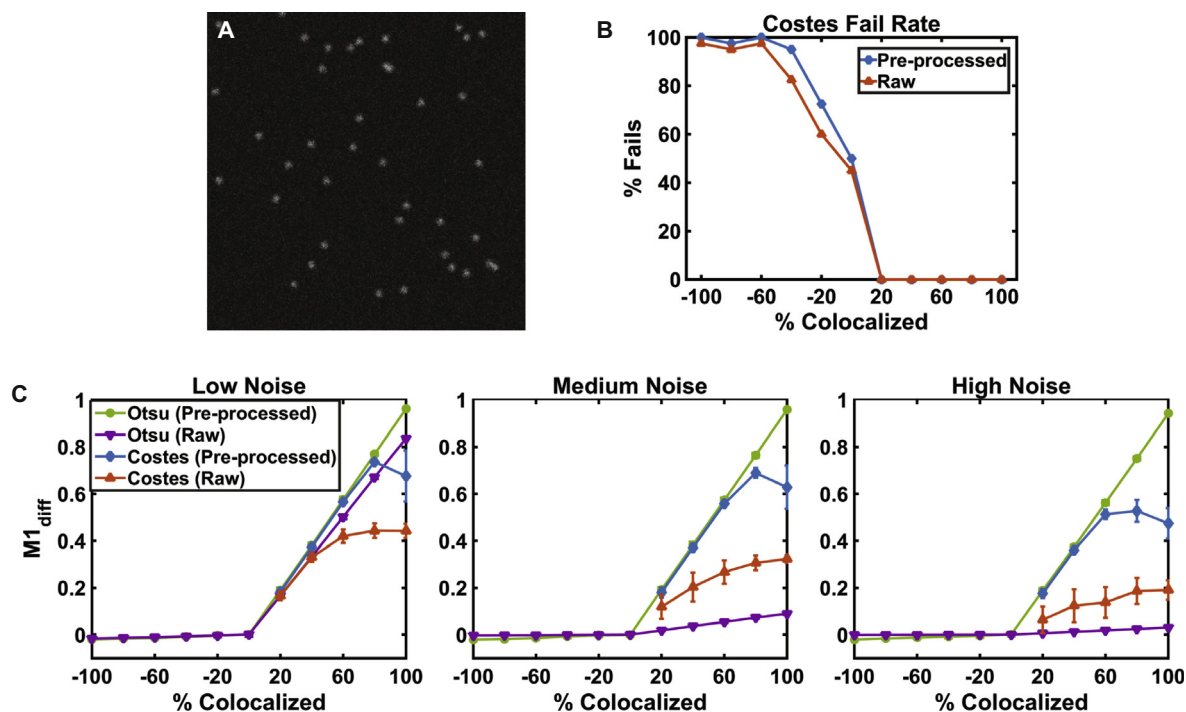 A
B
Costes Fail Rate
100
80
60
40
20
0
% Fails
Pre-processed
Raw
-100 -60 -20 20 60 100
% Colocalized
C
Low Noise
1
0.8
0.6
0.4
0.2
0
M1diff
Otsu (Pre-processed)
Otsu (Raw)
Costes (Pre-processed)
Costes (Raw)
-100 -60 -20 20 60 100
% Colocalized
Medium Noise
1
0.8
0.6
0.4
0.2
0
-100 -60 -20 20 60 100
% Colocalized
High Noise
1
0.8
0.6
0.4
0.2
0
-100 -60 -20 20 60 100
% Colocalized